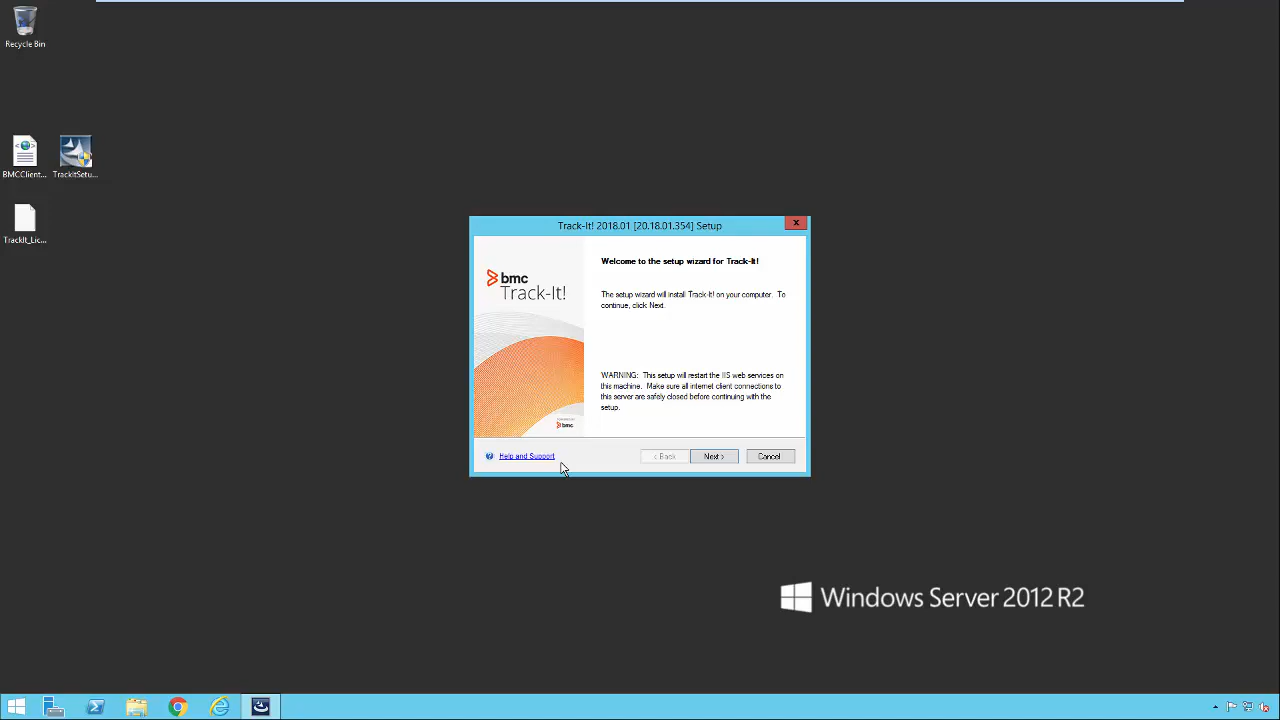 Recycle Bin
BMCClient...
TrackItSetu...
TrackIt_Lic...
Track-It! 2018.01 [20.18.01.354] Setup
x
bmc
Track-It!
Welcome to the setup wizard for Track-It!
The setup wizard will install Track-It! on your computer. To
continue, click Next.
WARNING: This setup will restart the IIS web services on
this machine. Make sure all internet client connections to
this server are safely closed before continuing with the
setup.
bmc
Help and Support
< Back
Next >
Cancel
Windows Server 2012 R2